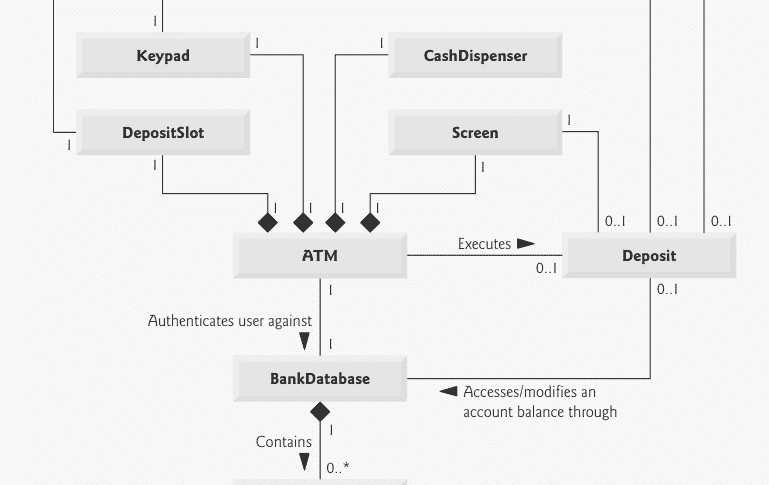 1
Keypad
1
1
CashDispenser
DepositSlot
1
1
Screen
1
1
1
1
1
1
0..1
0..1
0..1
ATM
Executes
0..1
Deposit
0..1
1
Authenticates user against
1
BankDatabase
Accesses/modifies an
account balance through
1
Contains
0..*